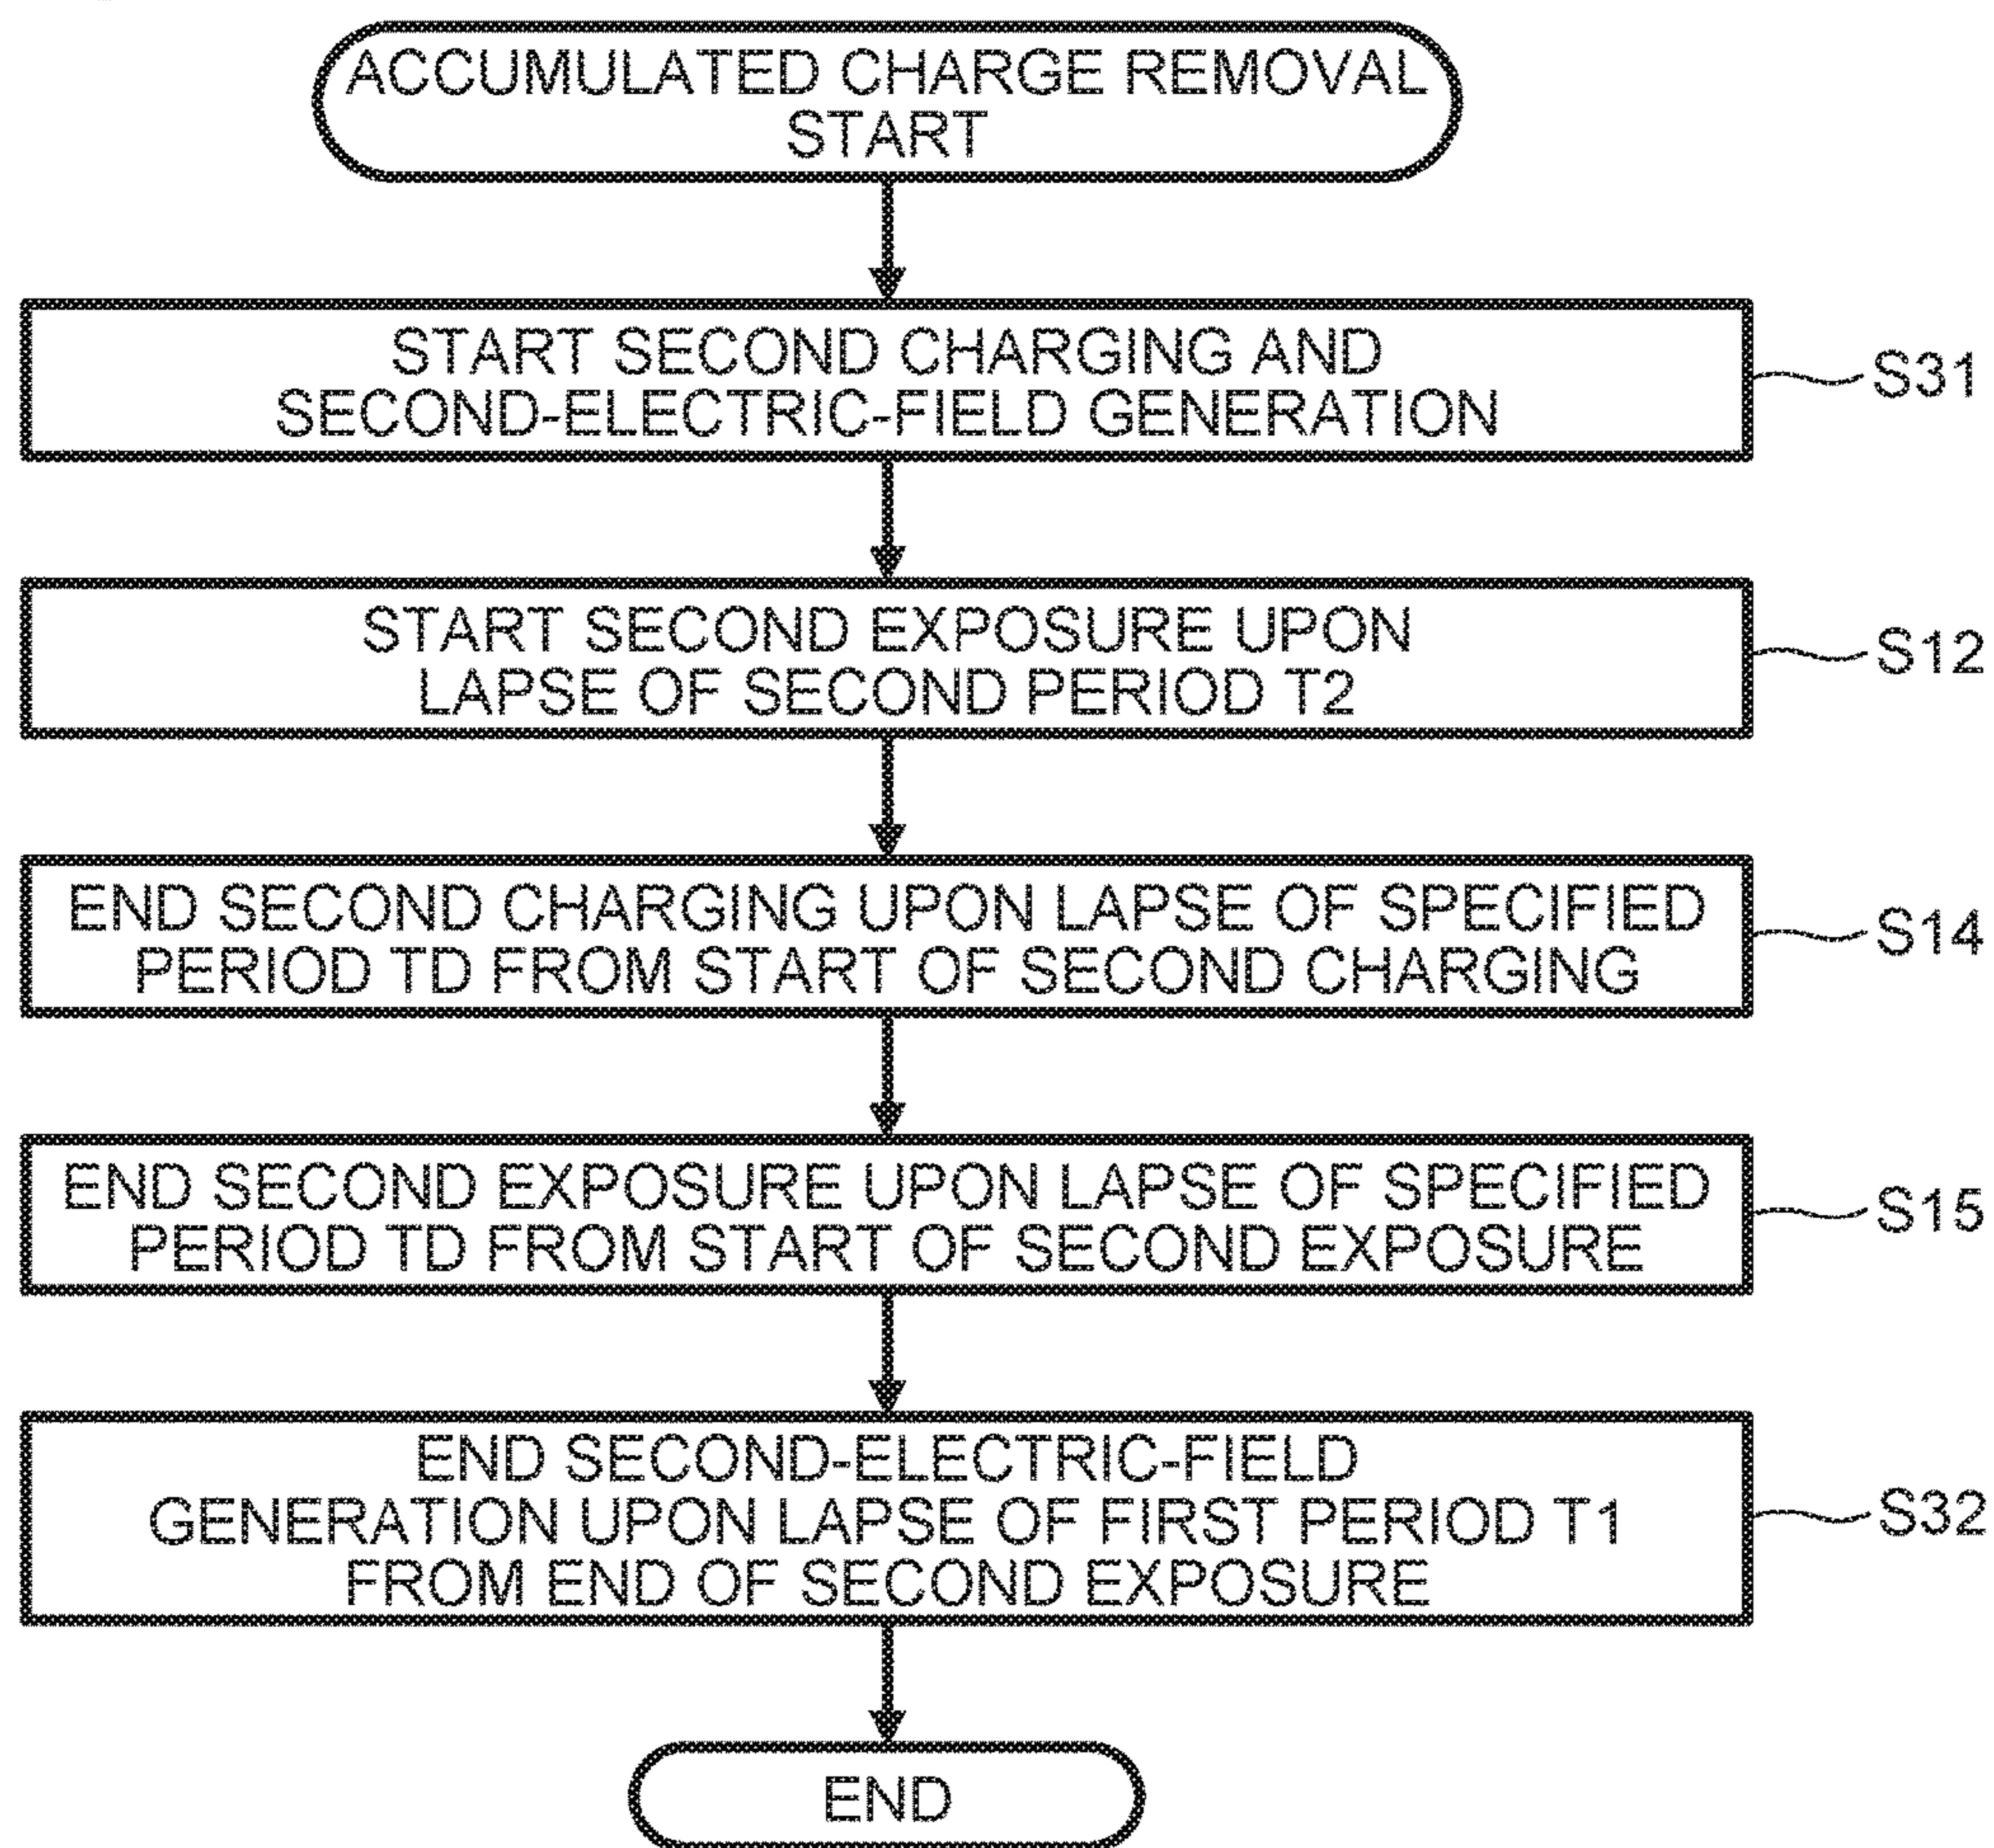 ACCUMULATED CHARGE REMOVAL
START
START SECOND CHARGING AND
SECOND-ELECTRIC-FIELD GENERATION
S31
START SECOND EXPOSURE UPON
LAPSE OF SECOND PERIOD T2
S12
END SECOND CHARGING UPON LAPSE OF SPECIFIED
PERIOD TD FROM START OF SECOND CHARGING
S14
END SECOND EXPOSURE UPON LAPSE OF SPECIFIED
PERIOD TD FROM START OF SECOND EXPOSURE
S15
END SECOND-ELECTRIC-FIELD
GENERATION UPON LAPSE OF FIRST PERIOD T1
FROM END OF SECOND EXPOSURE
S32
END